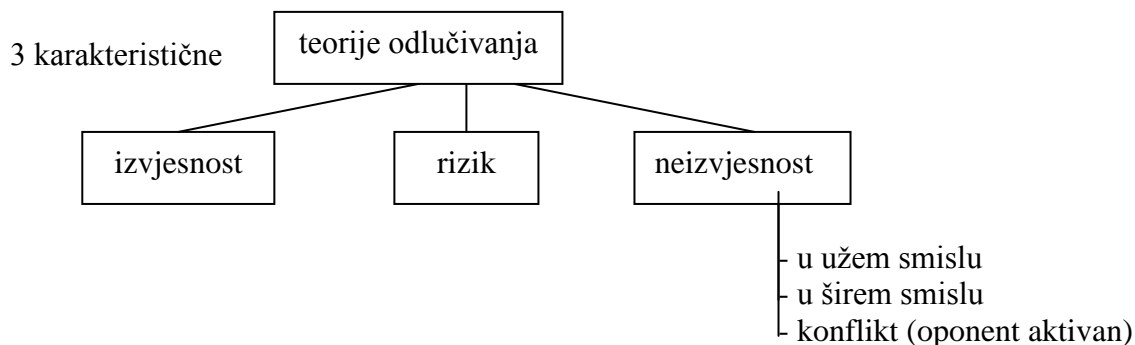 3 karakteristične
teorije odlučivanja
izvjesnost
rizik
neizvjesnost
- u užem smislu
- u širem smislu
- konflikt (oponent aktivan)